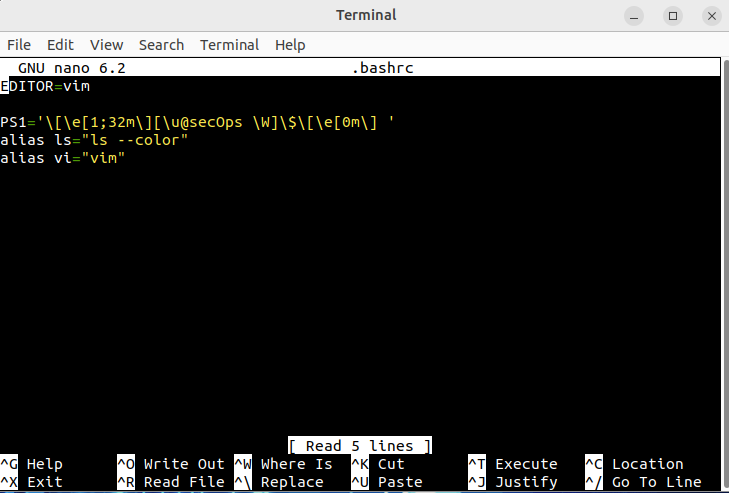 Terminal
File Edit View Search Terminal Help
GNU nano 6.2 .bashrc
EDITOR=vim
PS1='\[\e[1;32m\][\u@secOps \W]\$\[\e[0m\] '
alias ls="ls --color"
alias vi="vim"
[ Read 5 lines ]
^G Help ^O Write Out ^W Where Is ^K Cut ^T Execute ^C Location
^X Exit ^R Read File ^\ Replace ^U Paste ^J Justify ^/ Go To Line